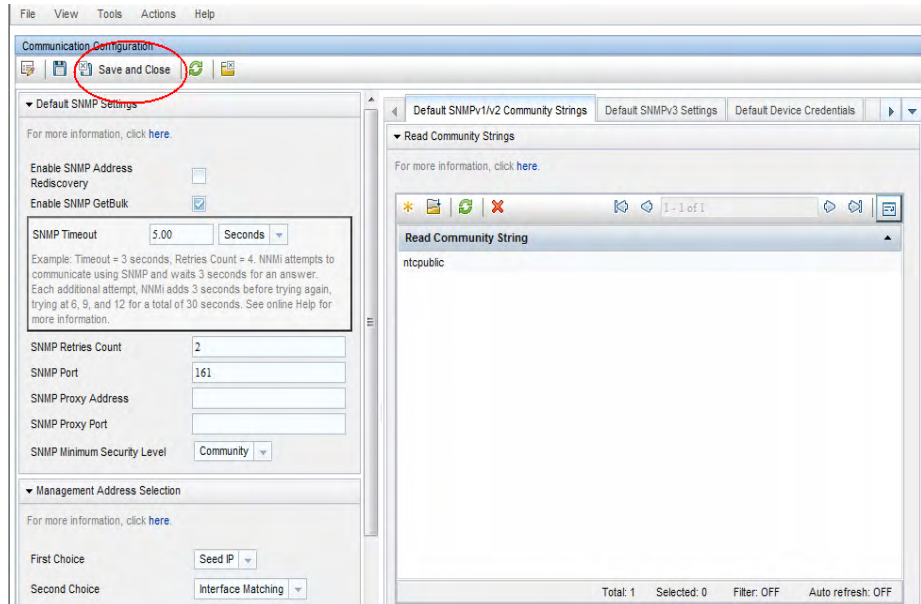 File View Tools Actions Help
Communication Configuration
Save and Close
Default SNMP Settings
For more information, click here.
Enable SNMP Address
Rediscovery
Enable SNMP GetBulk
SNMP Timeout 5.00 Seconds
Example: Timeout = 3 seconds, Retries Count = 4. NNMi attempts to
communicate using SNMP and waits 3 seconds for an answer.
Each additional attempt, NNMi adds 3 seconds before trying again,
trying at 6, 9, and 12 for a total of 30 seconds. See online Help for
more information.
SNMP Retries Count 2
SNMP Port 161
SNMP Proxy Address
SNMP Proxy Port
SNMP Minimum Security Level Community
Management Address Selection
For more information, click here.
First Choice Seed IP
Second Choice Interface Matching
Default SNMPv1/v2 Community Strings Default SNMPv3 Settings Default Device Credentials
Read Community Strings
For more information, click here.
1 - 1 of 1
Read Community String
ntcpublic
Total: 1 Selected: 0 Filter: OFF Auto refresh: OFF